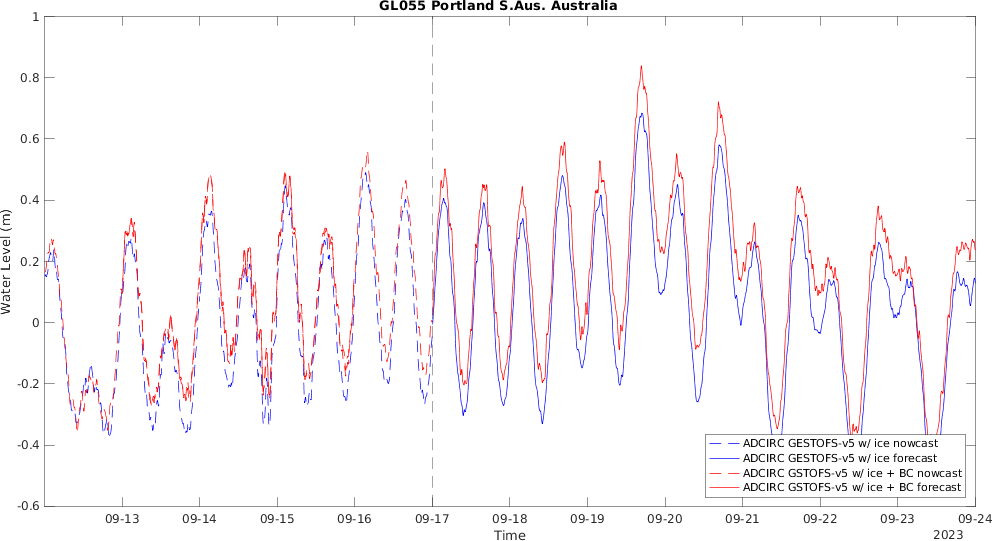 GL055 Portland S.Aus. Australia
Water Level (m)
1
0.8
0.6
0.4
0.2
0
-0.2
-0.4
-0.6
ADCIRC GESTOFS-v5 w/ ice nowcast
ADCIRC GESTOFS-v5 w/ ice forecast
ADCIRC GSTOFS-v5 w/ ice + BC nowcast
ADCIRC GSTOFS-v5 w/ ice + BC forecast
09-13 09-14 09-15 09-16 09-17 09-18 09-19 09-20 09-21 09-22 09-23 09-24
Time
2023